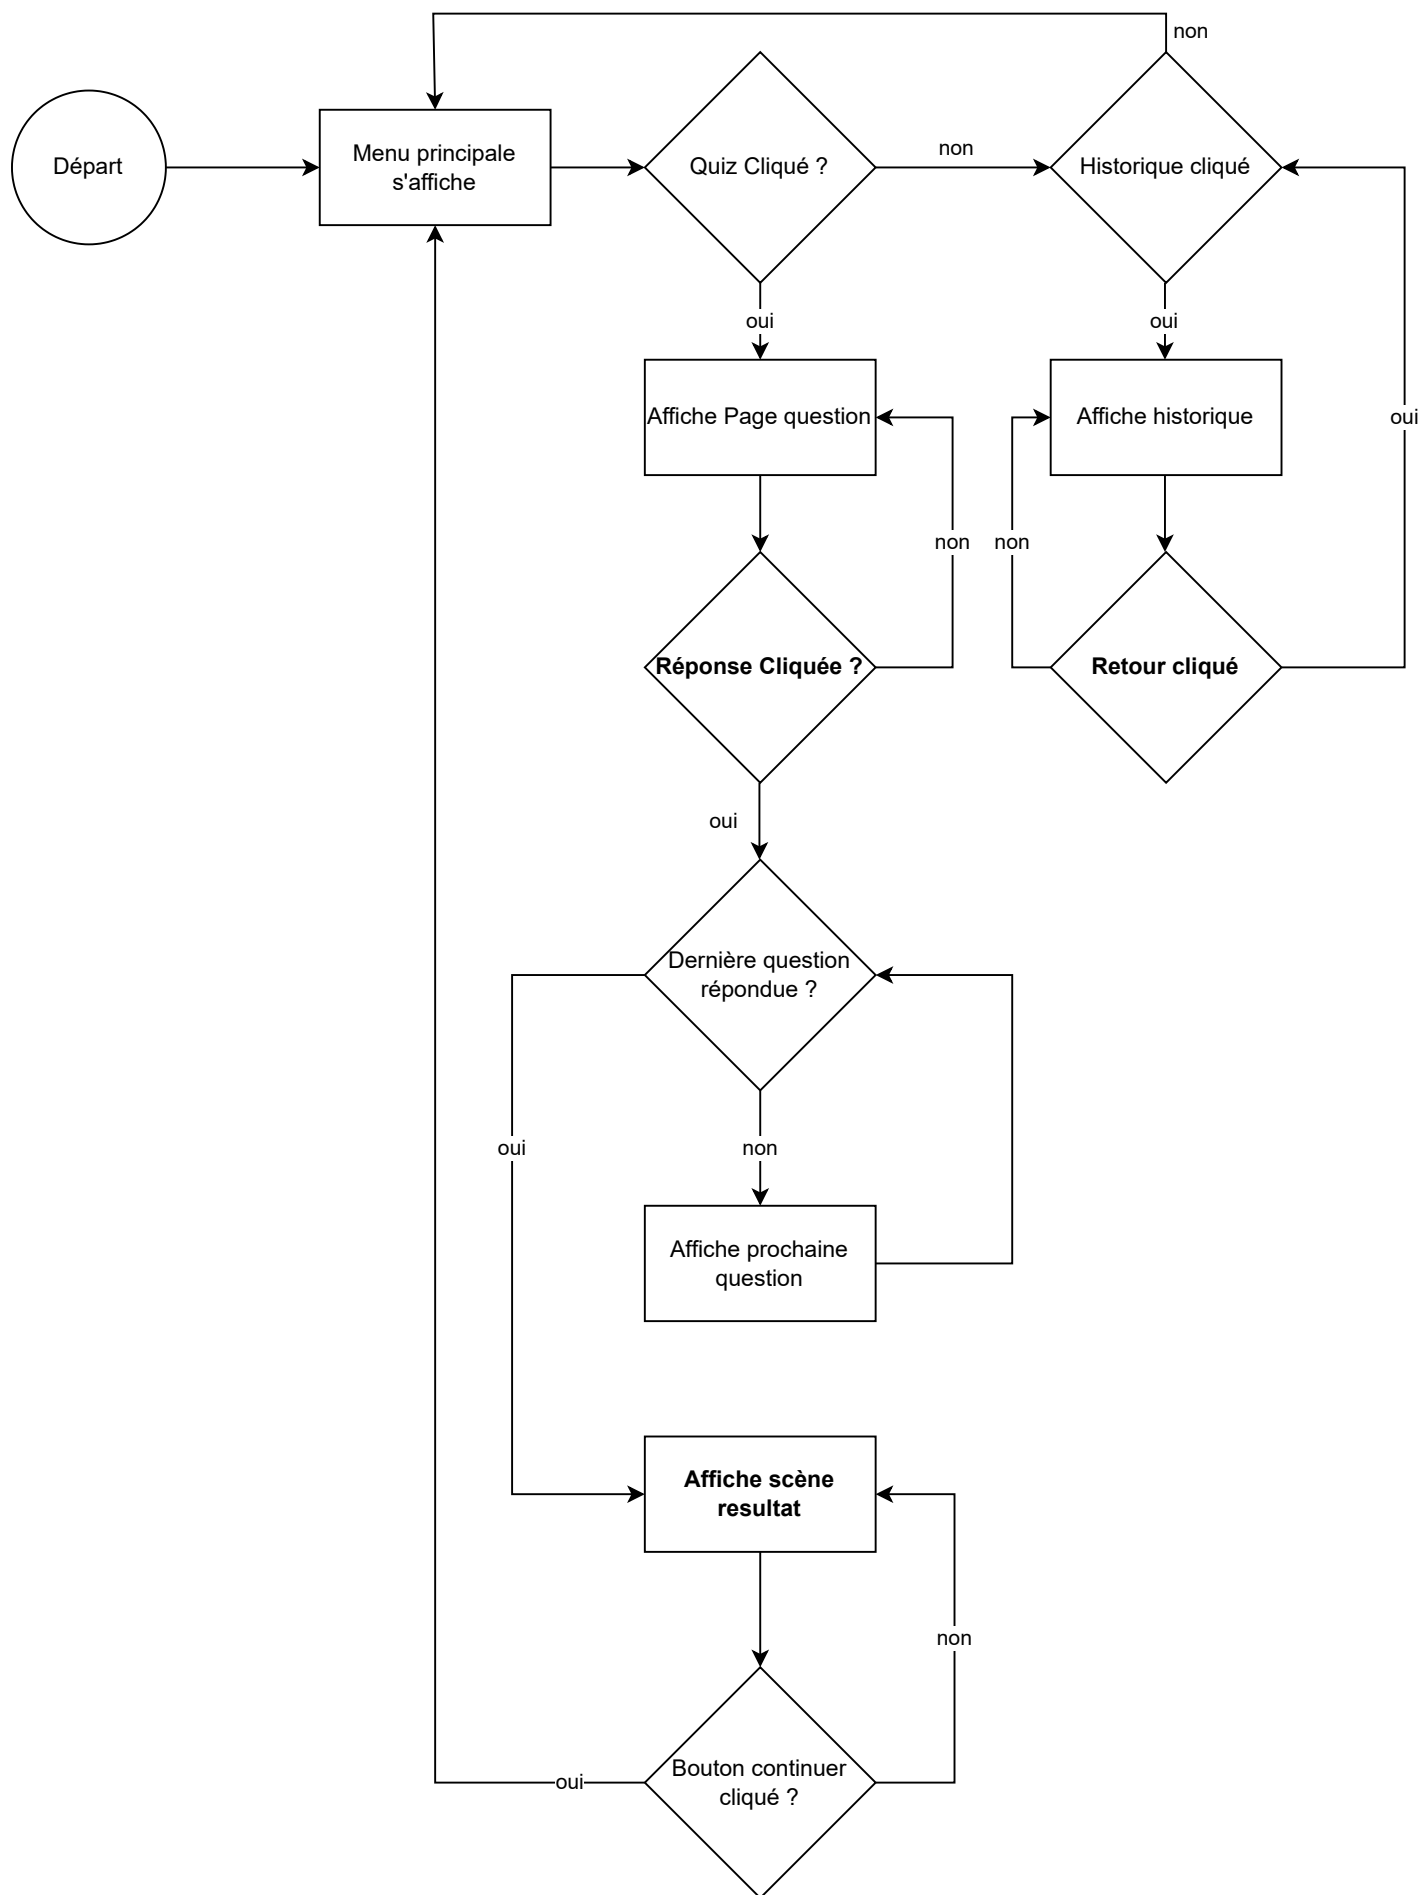 non
Départ
Menu principale
s'affiche
Quiz Cliqué ?
non
Historique cliqué
oui
oui
Affiche Page question
Affiche historique
oui
non
non
Réponse Cliquée ?
Retour cliqué
oui
Dernière question
répondue ?
oui
non
Affiche prochaine
question
Affiche scène
resultat
non
Bouton continuer
cliqué ?
oui